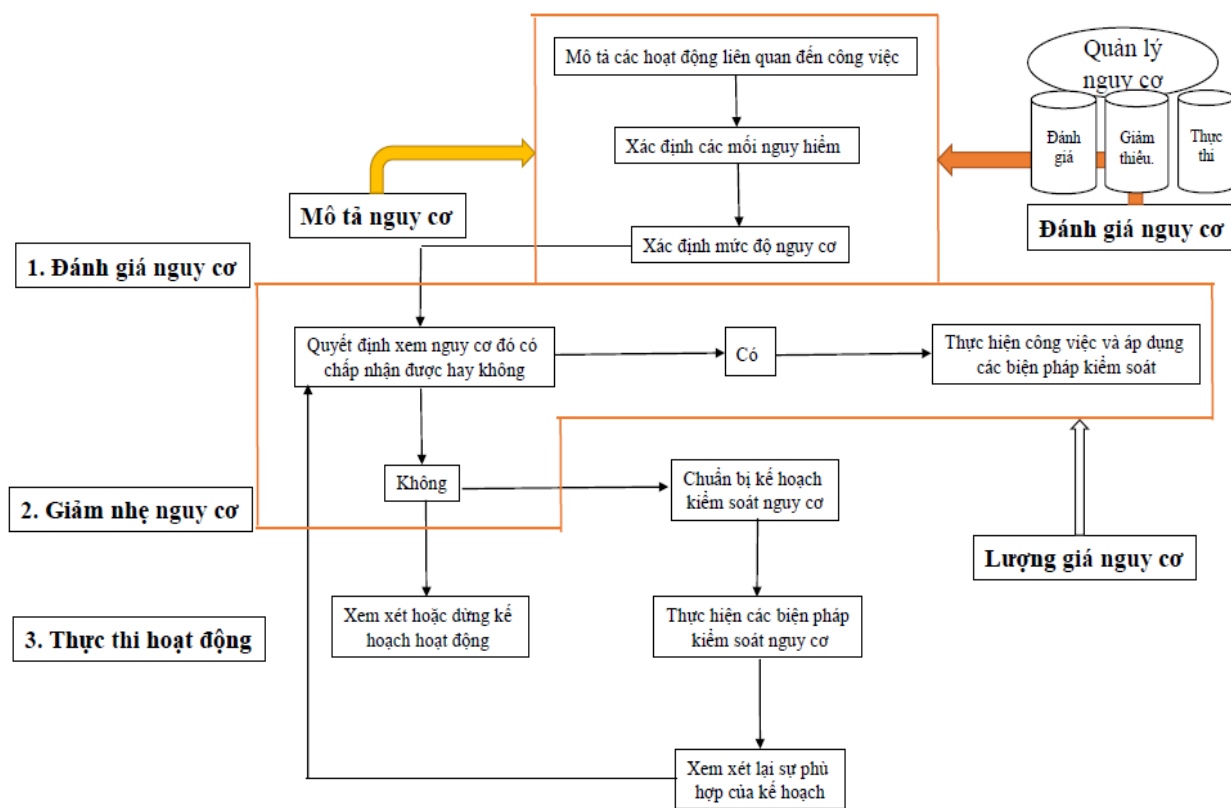 Mô tả các hoạt động liên quan đến công việc
Quản lý
nguy cơ
Đánh
giá
Giảm
thiểu.
Thực
thi
Xác định các mối nguy hiểm
Mô tả nguy cơ
Đánh giá nguy cơ
Xác định mức độ nguy cơ
1. Đánh giá nguy cơ
Quyết định xem nguy cơ đó có
chấp nhận được hay không
Có
Thực hiện công việc và áp dụng
các biện pháp kiểm soát
Không
Chuẩn bị kế hoạch
kiểm soát nguy cơ
2. Giảm nhẹ nguy cơ
Lượng giá nguy cơ
Xem xét hoặc dừng kế
hoạch hoạt động
Thực hiện các biện pháp
kiểm soát nguy cơ
3. Thực thi hoạt động
Xem xét lại sự phù
hợp của kế hoạch